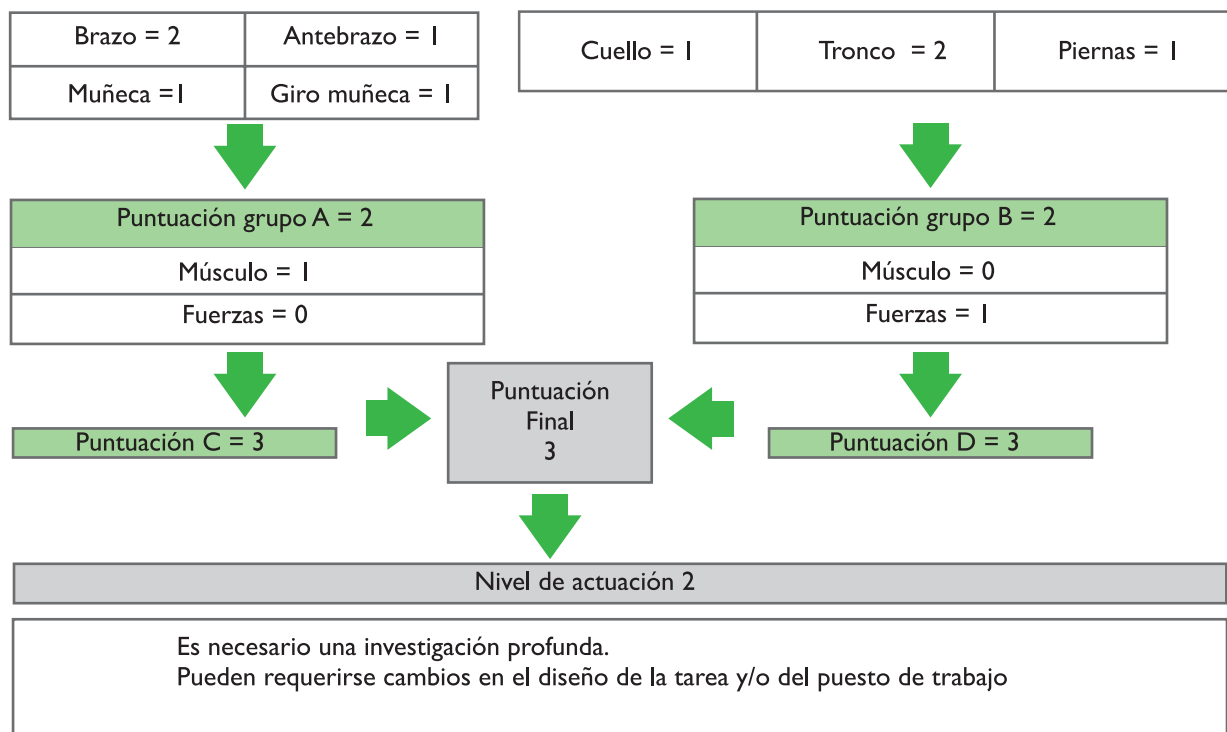 Brazo = 2
Antebrazo = 1
Muñeca =1
Giro muñeca = 1
Cuello = 1
Tronco = 2
Piernas = 1
Puntuación grupo A = 2
Músculo = 1
Fuerzas = 0
Puntuación grupo B = 2
Músculo = 0
Fuerzas = 1
Puntuación C = 3
Puntuación
Final
3
Puntuación D = 3
Nivel de actuación 2
Es necesario una investigación profunda.
Pueden requerirse cambios en el diseño de la tarea y/o del puesto de trabajo